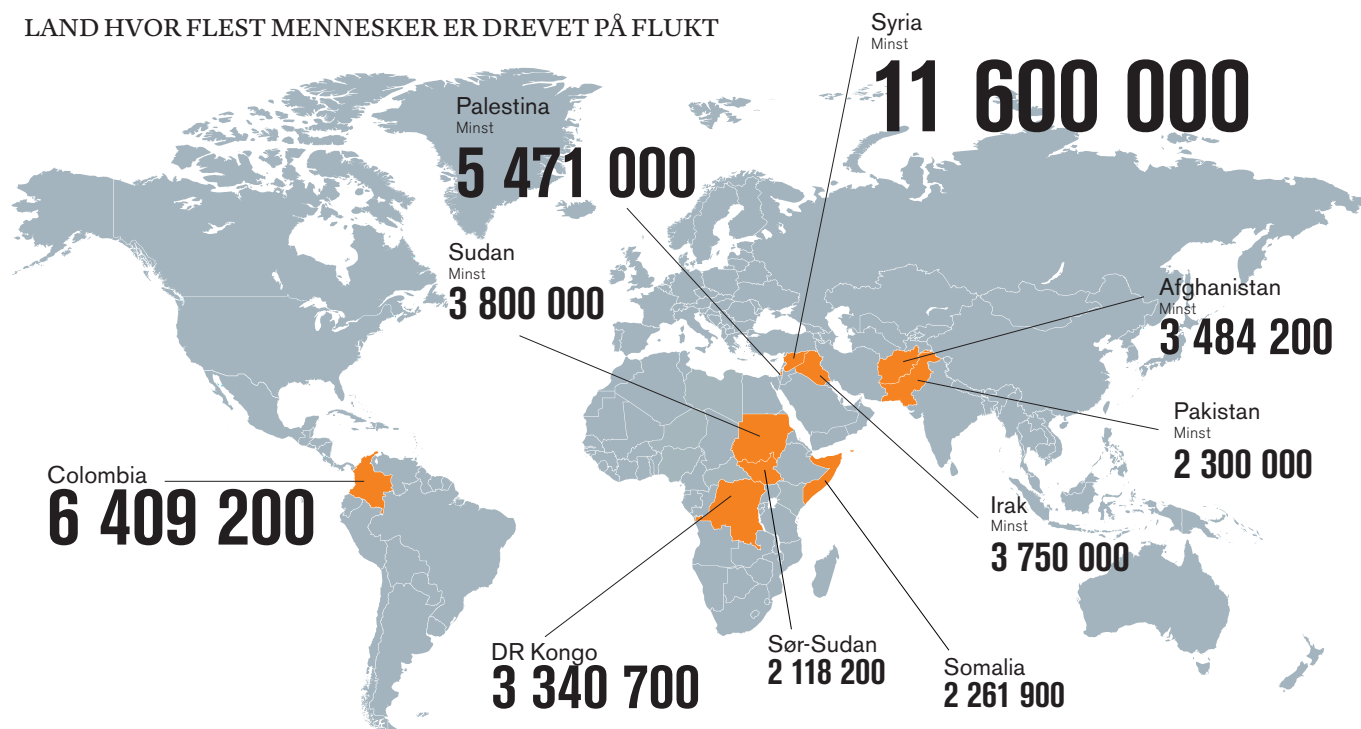 LAND HVOR FLEST MENNESKER ER DREVET PÅ FLUKT
Syria
Minst
11 600 000
Palestina
Minst
5 471 000
Sudan
Minst
3 800 000
Afghanistan
Minst
3 484 200
Pakistan
Minst
2 300 000
Colombia
6 409 200
Irak
Minst
3 750 000
DR Kongo
3 340 700
Sør-Sudan
2 118 200
Somalia
2 261 900